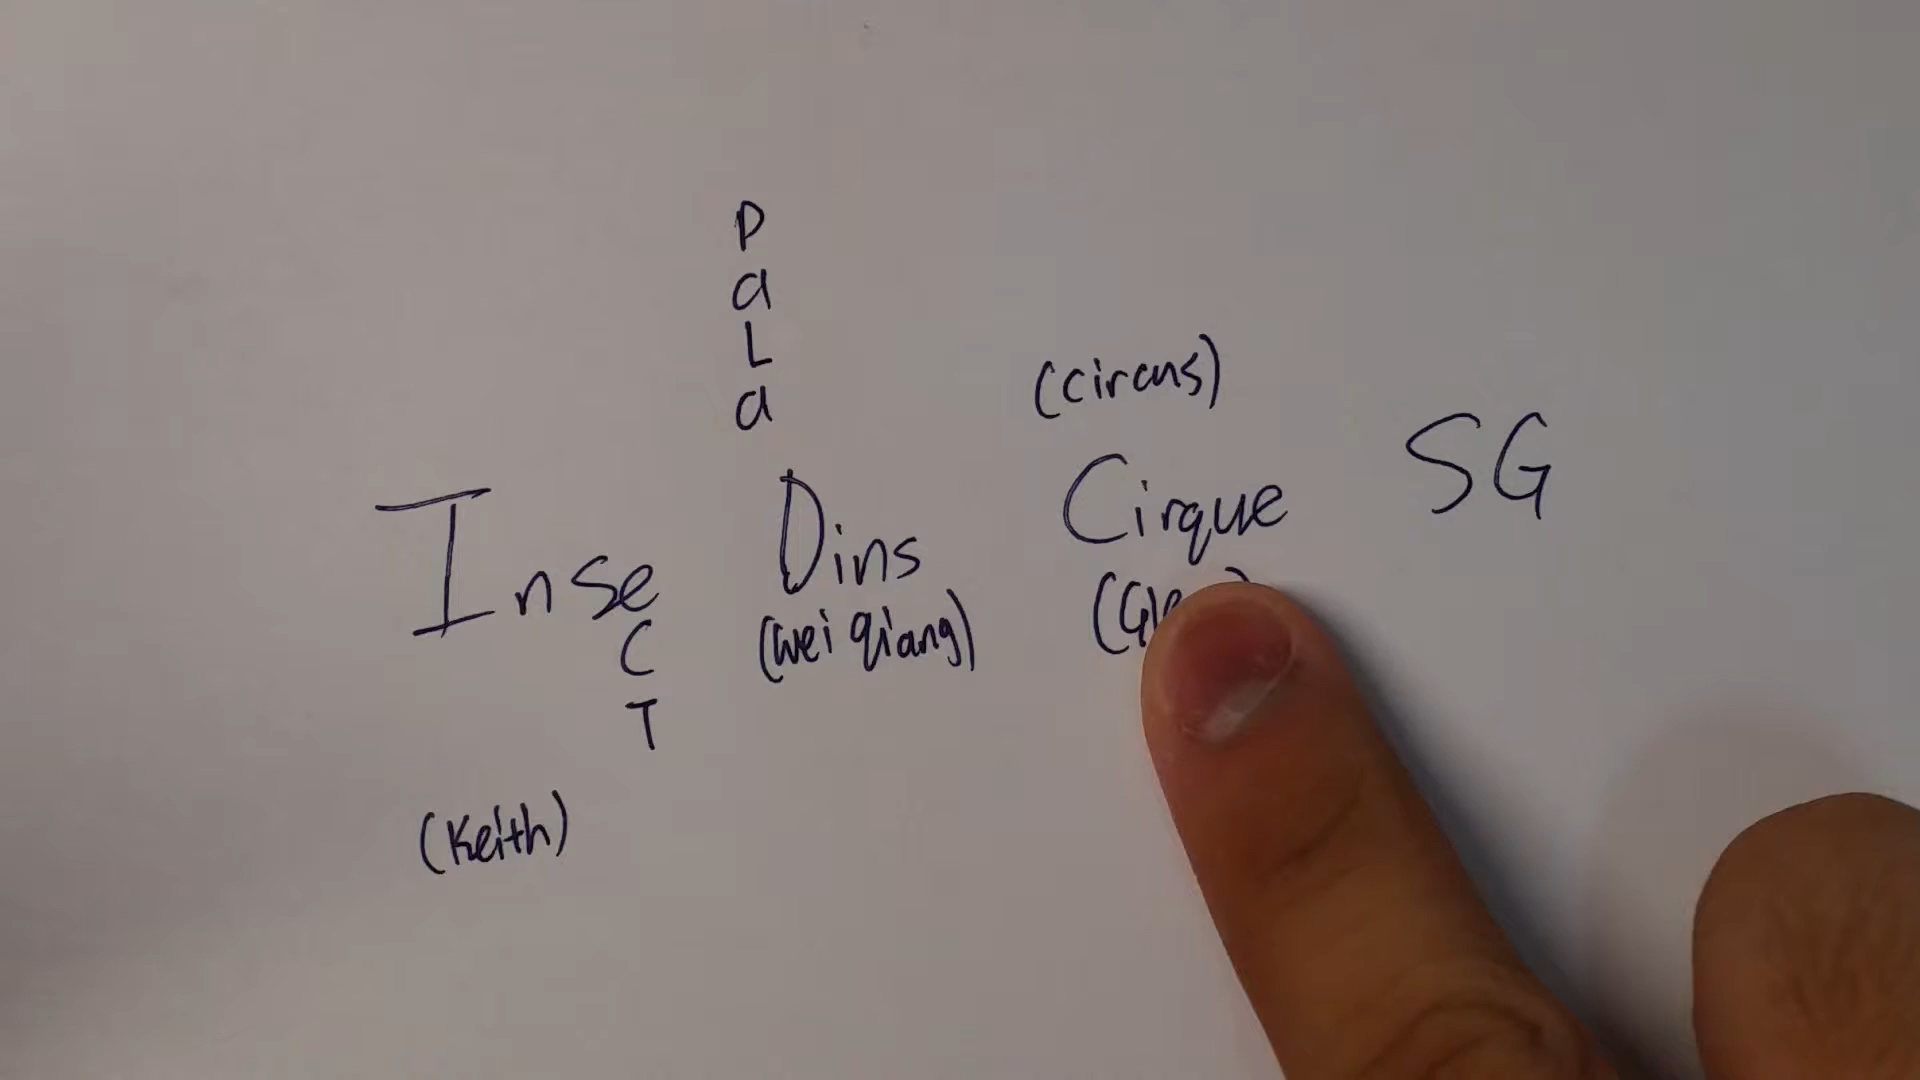 P
a
L
a
(circus)
Inse Dins Cirque SG
C
T
(wei qiang)
(Keith)